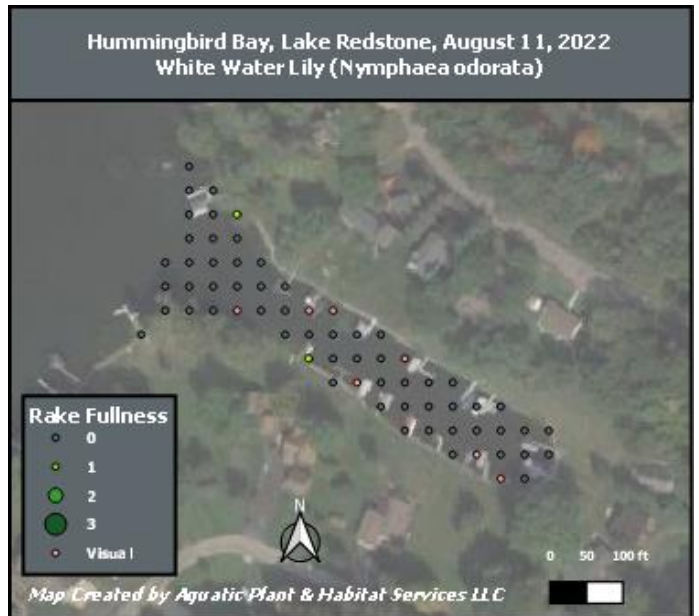 Hummingbird Bay, Lake Redstone, August 11, 2022
White Water Lily (Nymphaea odorata)
Rake Fullness
0
1
2
3
Visual
N
0 50 100 ft
Map Created by Aquatic Plant & Habitat Services LLC